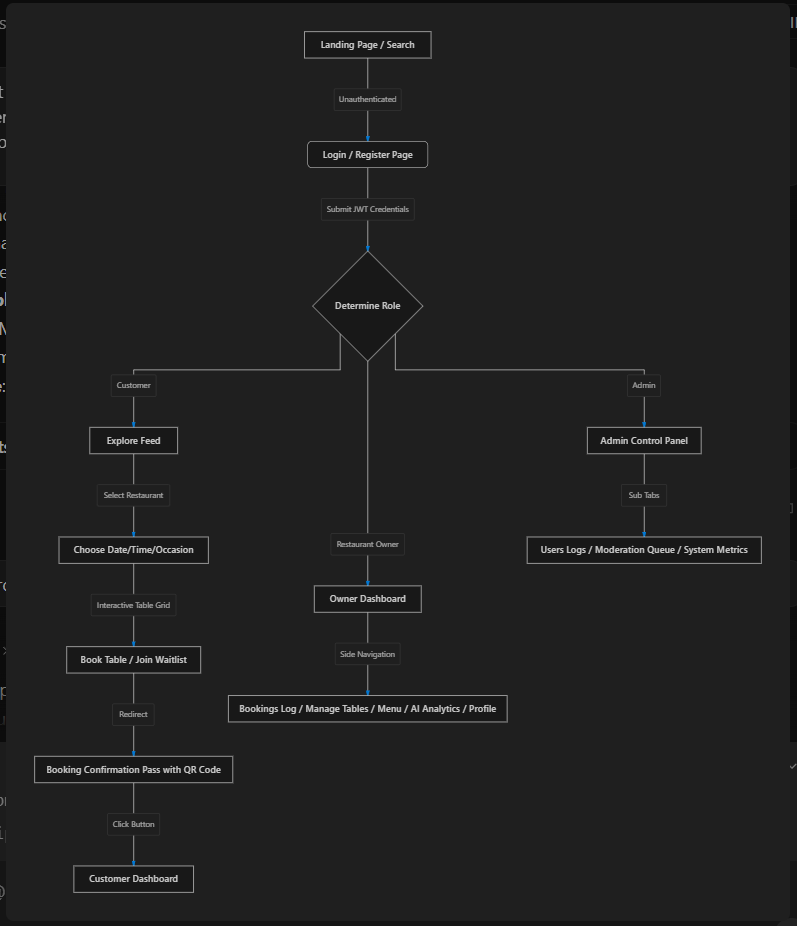 Landing Page / Search
Unauthenticated
Login / Register Page
Submit JWT Credentials
Determine Role
Customer
Admin
Explore Feed
Admin Control Panel
Select Restaurant
Sub Tabs
Restaurant Owner
Choose Date/Time/Occasion
Users Logs / Moderation Queue / System Metrics
Owner Dashboard
Interactive Table Grid
Side Navigation
Book Table / Join Waitlist
Bookings Log / Manage Tables / Menu / AI Analytics / Profile
Redirect
Booking Confirmation Pass with QR Code
Click Button
Customer Dashboard